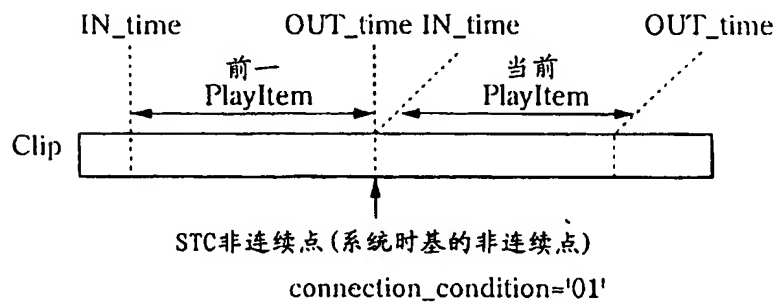 IN_time OUT_time IN_time OUT_time
前一 当前
PlayItem PlayItem
Clip
STC非连续点(系统时基的非连续点)
connection_condition='01'